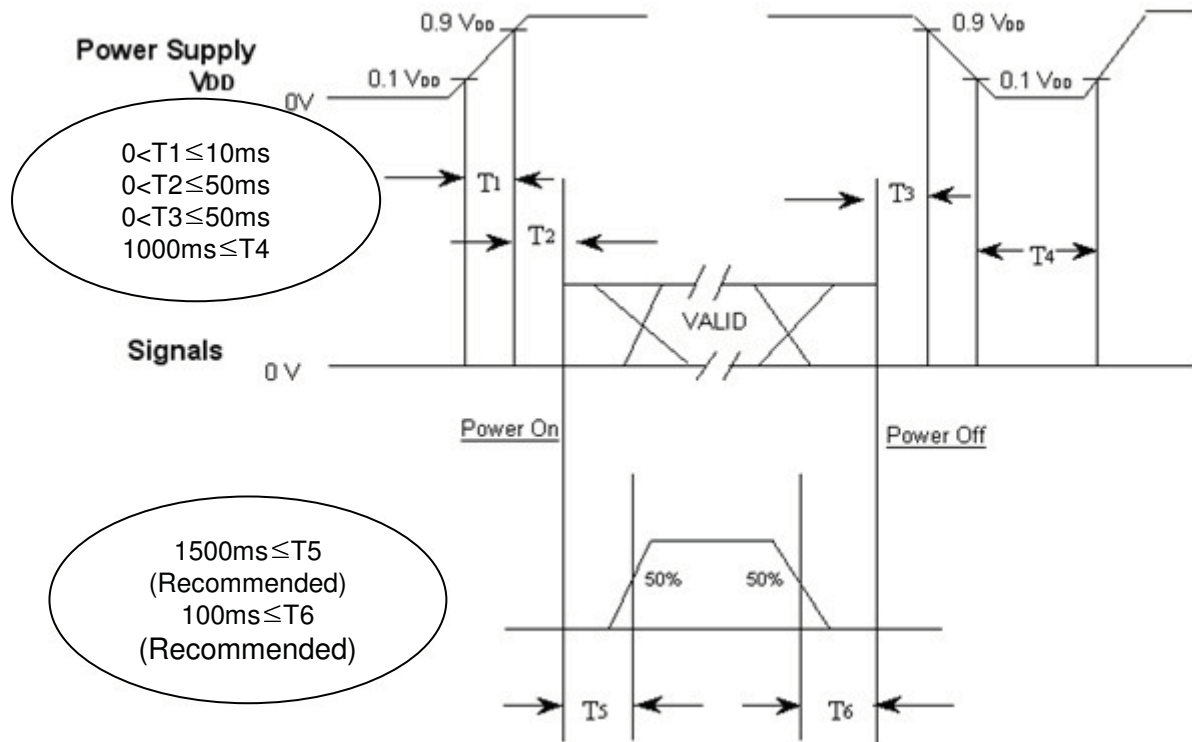 0.9 VDD
0.9 VDD
Power Supply
VDD
0.1 VDD
0.1 VDD
0V
0<T1≦10ms
0<T2≦50ms
0<T3≦50ms
1000ms≦T4
T1
T3
T2
T4
VALID
Signals
0 V
Power On
Power Off
1500ms≦T5
(Recommended)
100ms≦T6
(Recommended)
50%
50%
T5
T6